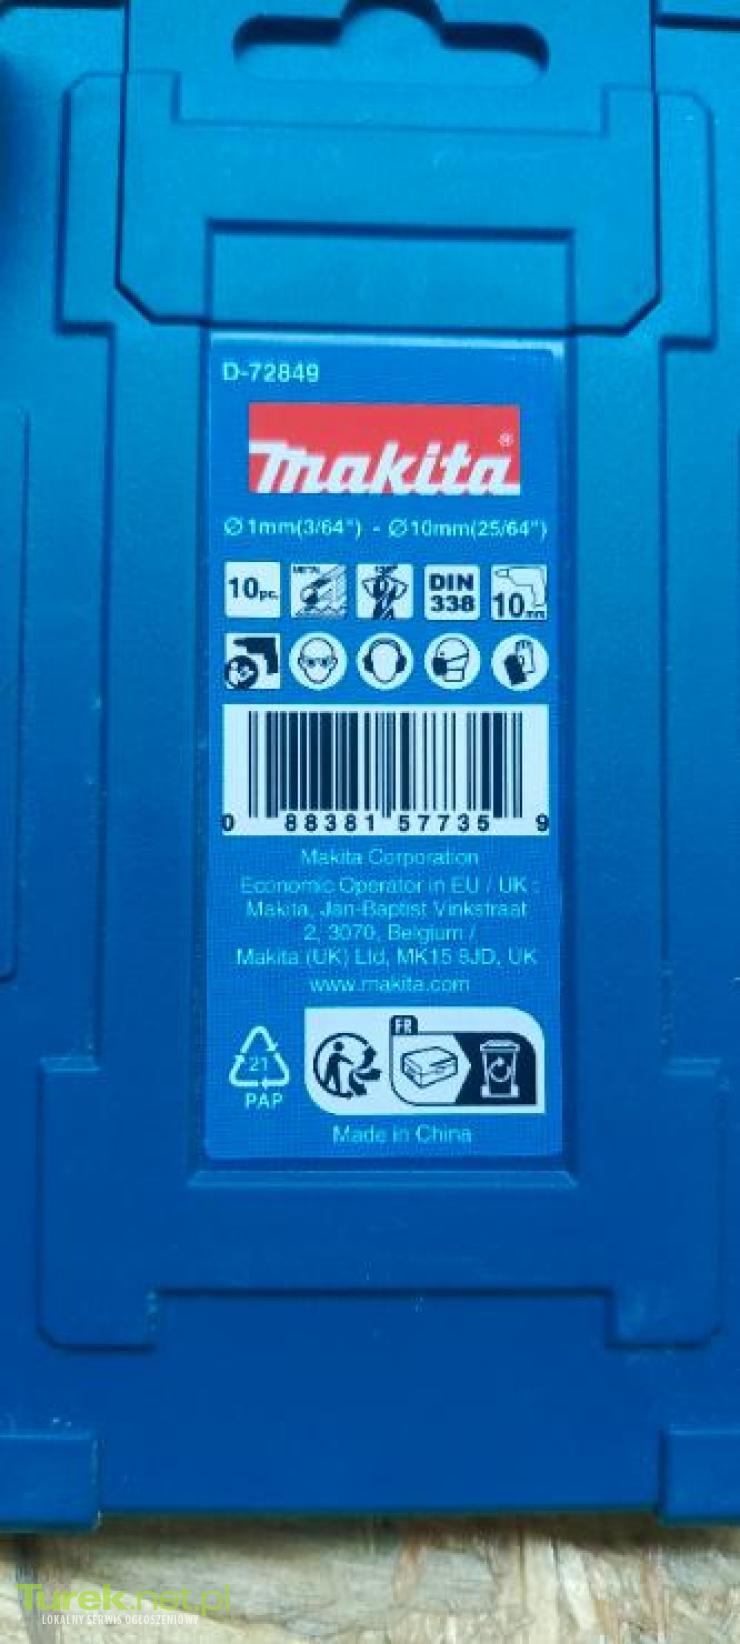 D-72849
makita®
Ø1mm(3/64") - Ø10mm(25/64")
10pc.
METAL
DIN
338
10mm
0 88381 57735 9
Makita Corporation
Economic Operator in EU / UK :
Makita, Jan-Baptist Vinkstraat
2, 3070, Belgium /
Makita (UK) Ltd, MK15 8JD, UK
www.makita.com
FR
21
PAP
Made in China
Turek.net.pl
LOKALNY SERWIS OGŁOSZENIOWY